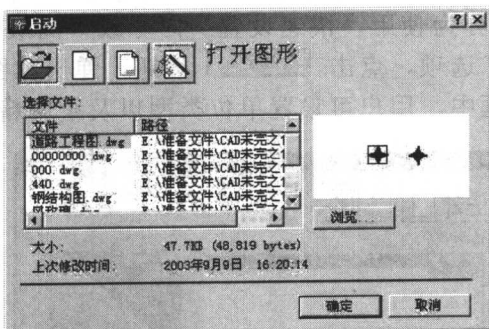 启动
打开图形
选择文件:
文件 路径
道路工程图.dwg E:\准备文件\CAD未完之
00000000.dwg E:\准备文件\CAD未完之
000.dwg E:\准备文件\CAD未完之
440.dwg E:\准备文件\CAD未完之
钢结构图.dwg E:\准备文件\CAD未完之
浏览...
大小: 47.7KB (48,819 bytes)
上次修改时间: 2003年9月9日 16:20:14
确定 取消